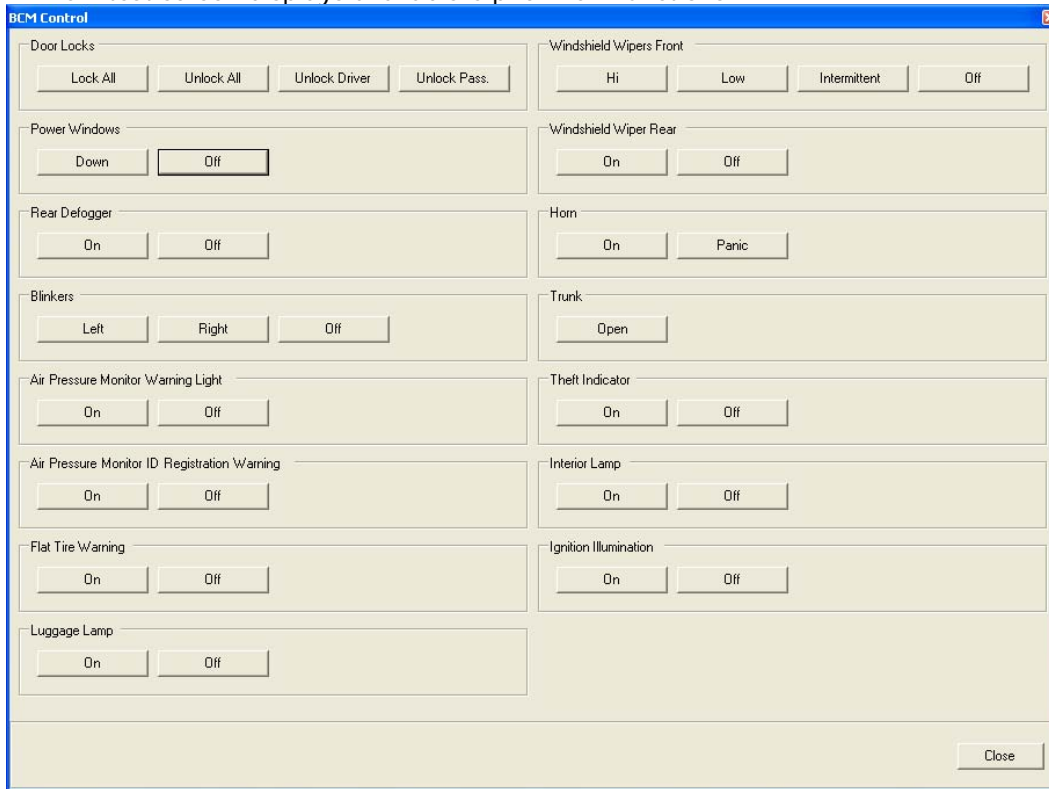 BCM Control
Door Locks
Lock All Unlock All Unlock Driver Unlock Pass.
Windshield Wipers Front
Hi Low Intermittent Off
Power Windows
Down Off
Windshield Wiper Rear
On Off
Rear Defogger
On Off
Horn
On Panic
Blinkers
Left Right Off
Trunk
Open
Air Pressure Monitor Warning Light
On Off
Theft Indicator
On Off
Air Pressure Monitor ID Registration Warning
On Off
Interior Lamp
On Off
Flat Tire Warning
On Off
Ignition Illumination
On Off
Luggage Lamp
On Off
Close